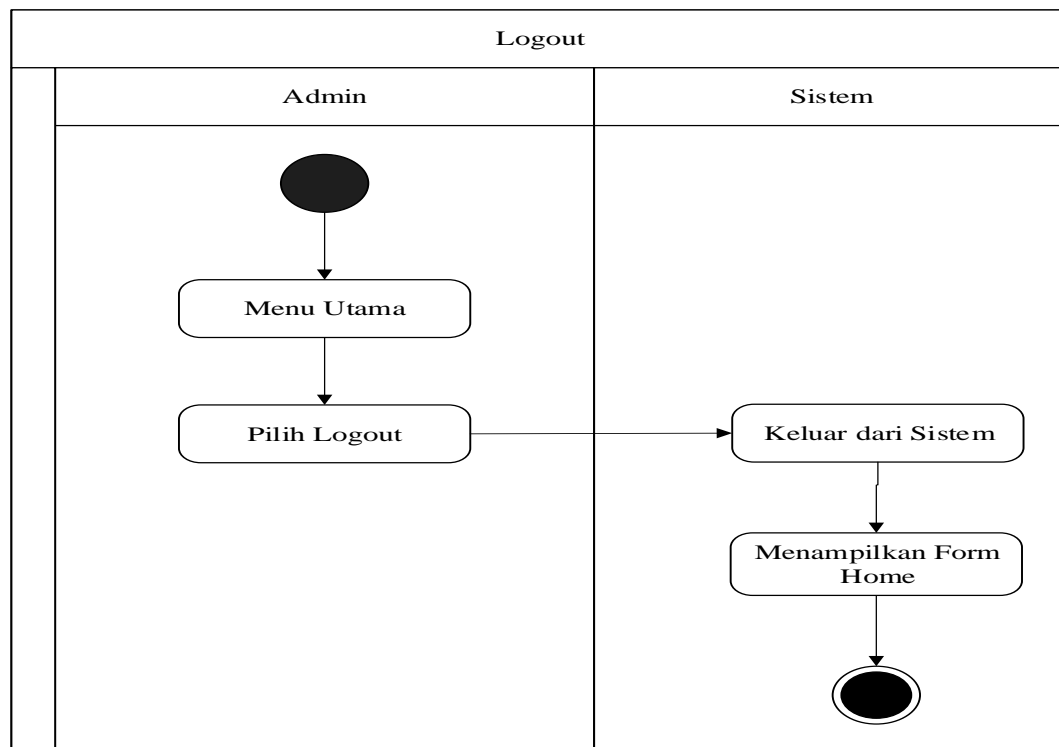 Logout
Admin
Sistem
Menu Utama
Pilih Logout
Keluar dari Sistem
Menampilkan Form
Home